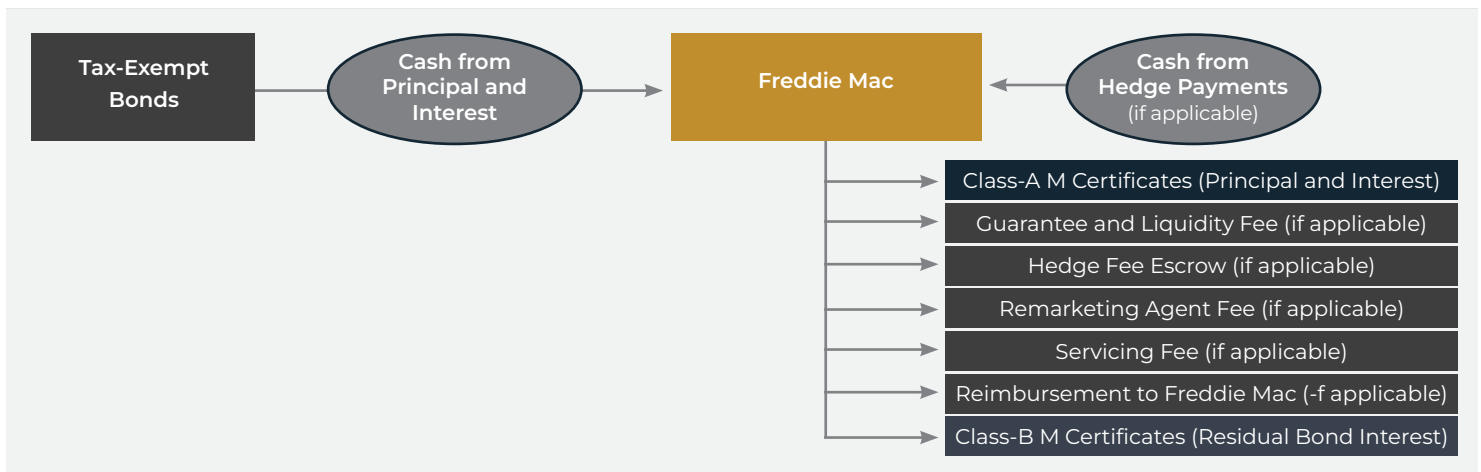 Tax-Exempt
Bonds
Cash from
Principal and
Interest
Freddie Mac
Cash from
Hedge Payments
(if applicable)
Class-A M Certificates (Principal and Interest)
Guarantee and Liquidity Fee (if applicable)
Hedge Fee Escrow (if applicable)
Remarketing Agent Fee (if applicable)
Servicing Fee (if applicable)
Reimbursement to Freddie Mac (-f applicable)
Class-B M Certificates (Residual Bond Interest)